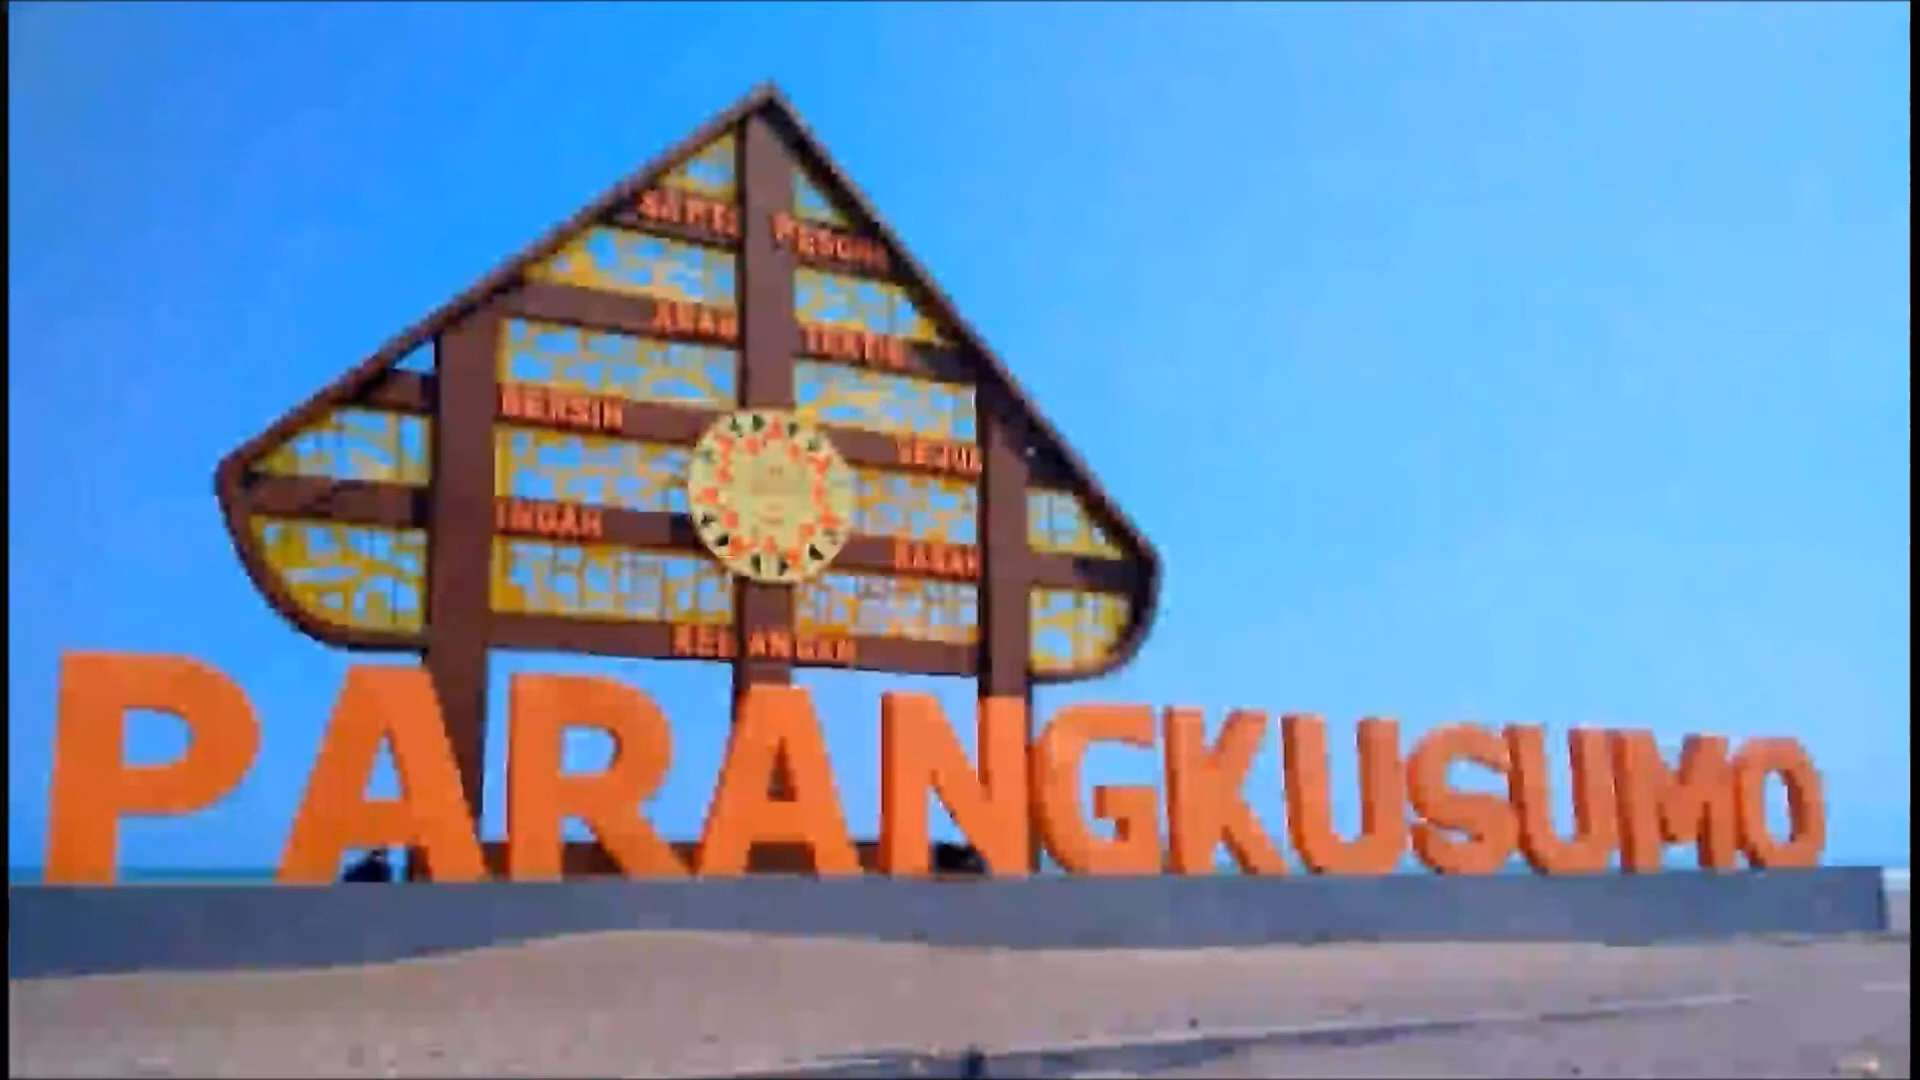 SAPTA PESONA
AMAN TERTIB
BERSIH SEJUK
INDAH RAMAH
KENANGAN
PARANGKUSUMO